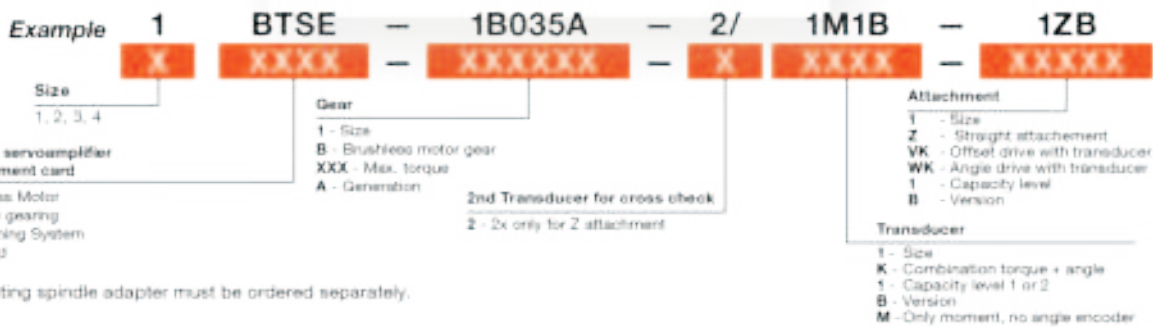 Example 1 BTSE – 1B035A – 2/ 1M1B – 1ZB
X XXXX – XXXXXX – X XXXX – XXXXX
Size
1, 2, 3, 4
servoamplifier
ment card
Motor
gearing
ning System
Gear
1 - Size
B - Brushless motor gear
XXX - Max. torque
A - Generation
2nd Transducer for cross check
2 - 2x only for Z attachment
Attachment
1 - Size
Z - Straight attachement
VK - Offset drive with transducer
WK - Angle drive with transducer
1 - Capacity level
B - Version
Transducer
1 - Size
K - Combination torque + angle
1 - Capacity level 1 or 2
B - Version
M - Only moment, no angle encoder
ting spindle adapter must be ordered separately.